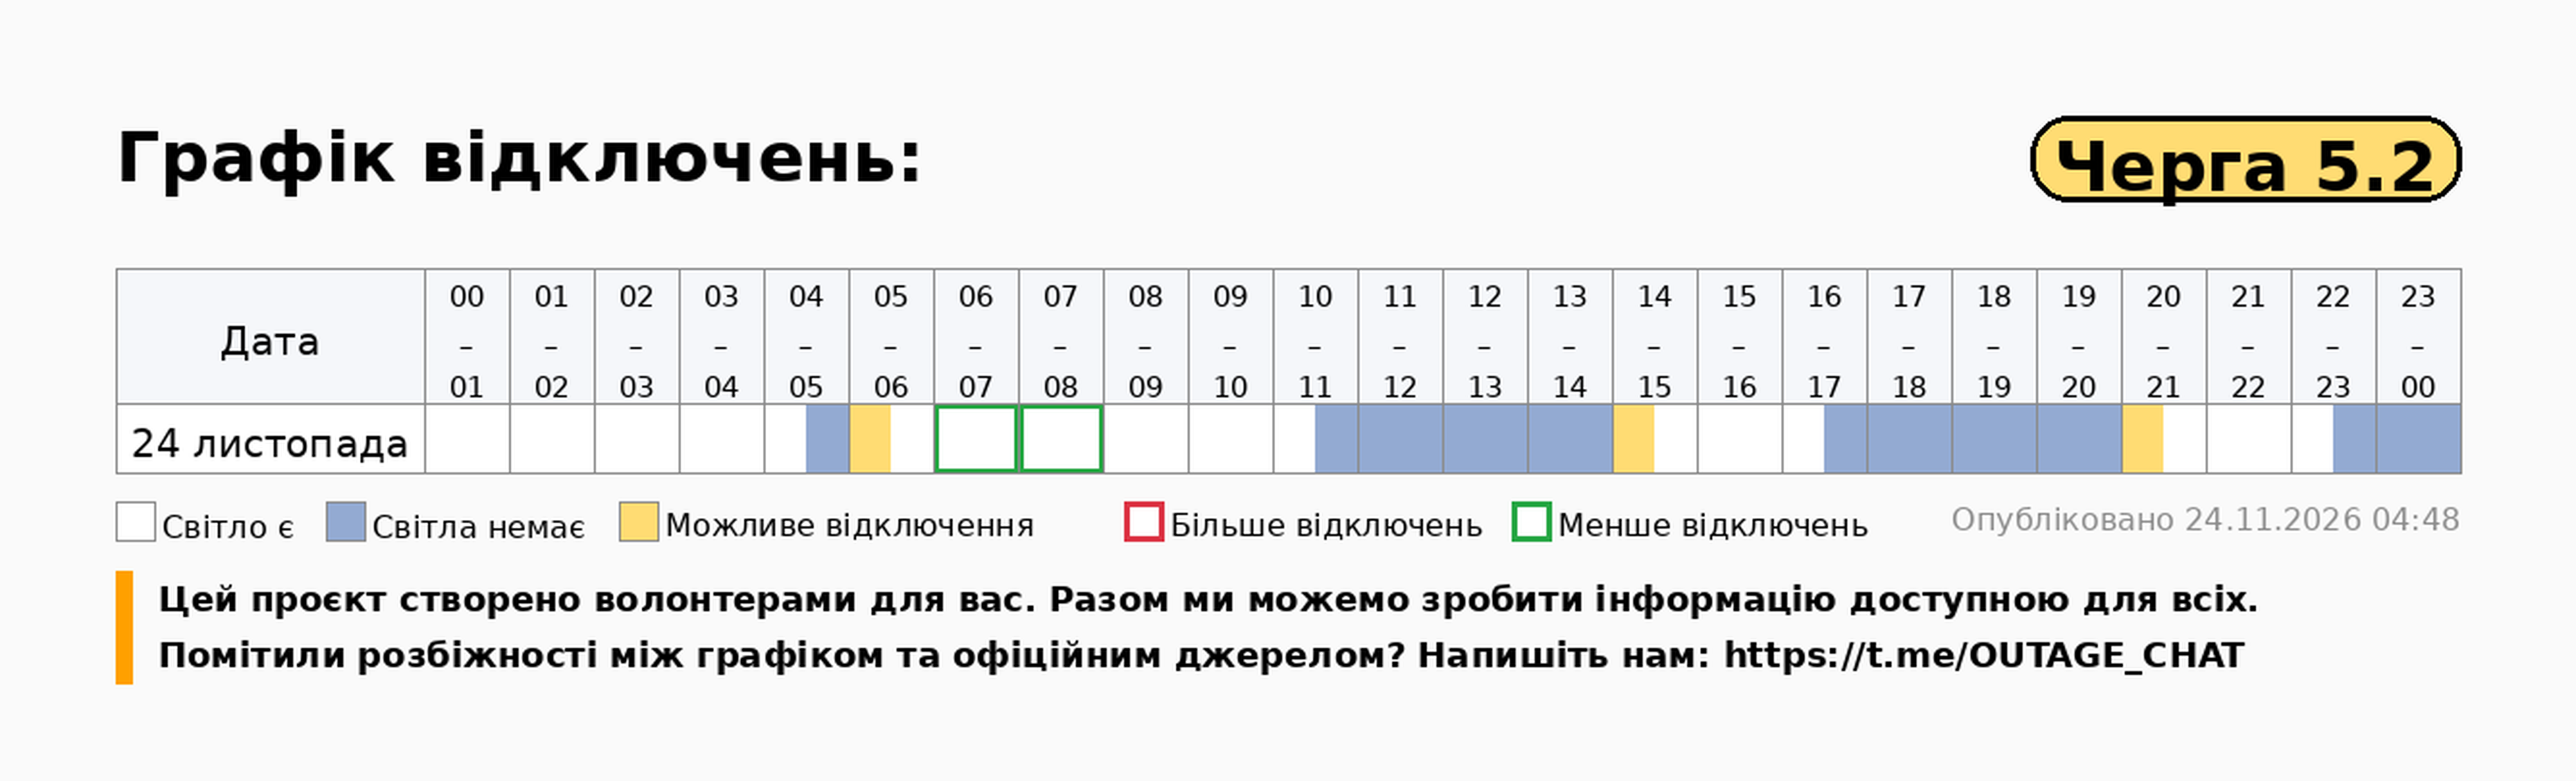 Графік відключень:
Черга 5.2
Дата
00 – 01
01 – 02
02 – 03
03 – 04
04 – 05
05 – 06
06 – 07
07 – 08
08 – 09
09 – 10
10 – 11
11 – 12
12 – 13
13 – 14
14 – 15
15 – 16
16 – 17
17 – 18
18 – 19
19 – 20
20 – 21
21 – 22
22 – 23
23 – 00
24 листопада
Світло є
Світла немає
Можливе відключення
Більше відключень
Менше відключень
Опубліковано 24.11.2026 04:48
Цей проєкт створено волонтерами для вас. Разом ми можемо зробити інформацію доступною для всіх.
Помітили розбіжності між графіком та офіційним джерелом? Напишіть нам: https://t.me/OUTAGE_CHAT